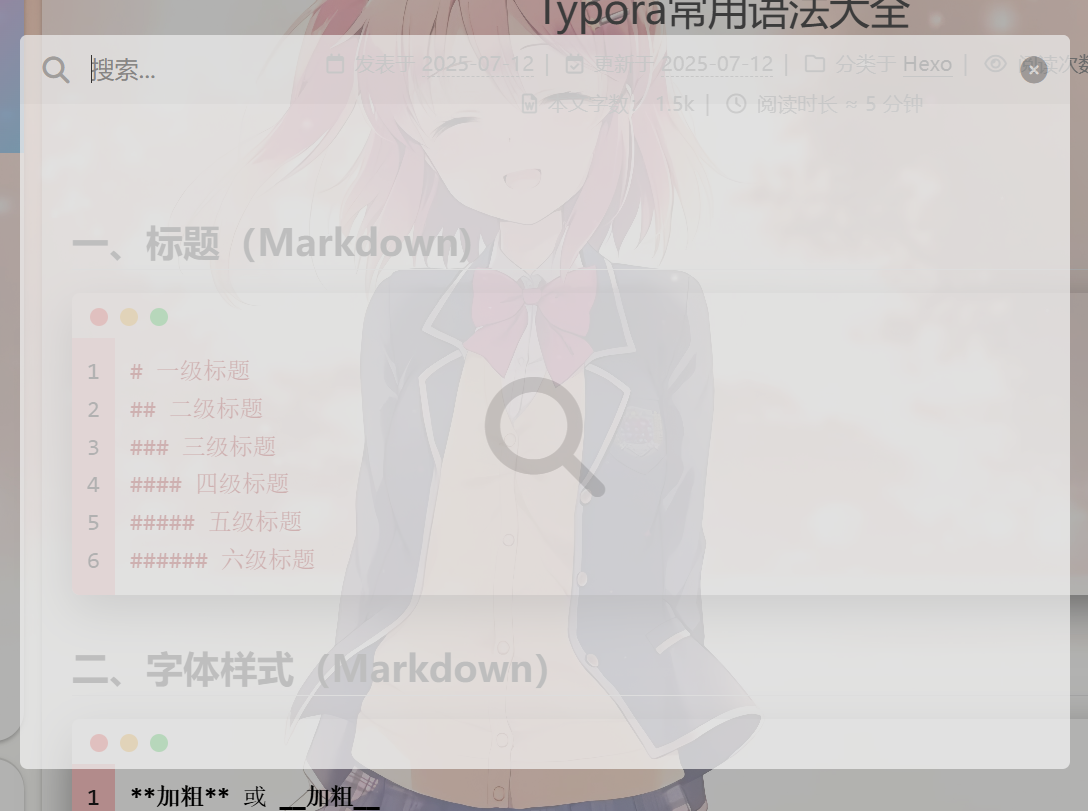 Typora常用语法大全
搜索...
发表于 2025-07-12 | 更新于 2025-07-12 | 分类于 Hexo |
本文字数： 1.5k | 阅读时长 ≈ 5 分钟
一、标题（Markdown）
1 # 一级标题
2 ## 二级标题
3 ### 三级标题
4 #### 四级标题
5 ##### 五级标题
6 ###### 六级标题
二、字体样式（Markdown）
1 **加粗** 或 __加粗__